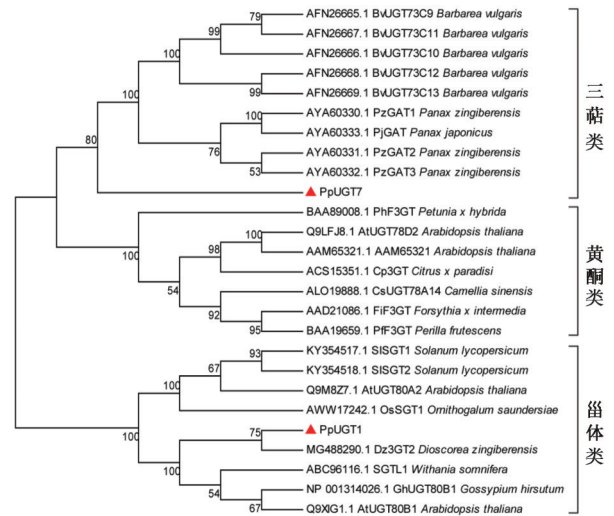 79
AFN26665.1 BvUGT73C9 Barbarea vulgaris
99
AFN26667.1 BvUGT73C11 Barbarea vulgaris
100
AFN26666.1 BvUGT73C10 Barbarea vulgaris
AFN26668.1 BvUGT73C12 Barbarea vulgaris
100
99
AFN26669.1 BvUGT73C13 Barbarea vulgaris
100
AYA60330.1 PzGAT1 Panax zingiberensis
80
100
AYA60333.1 PjGAT Panax japonicus
76
AYA60331.1 PzGAT2 Panax zingiberensis
53
AYA60332.1 PzGAT3 Panax zingiberensis
PpUGT7
三萜类
BAA89008.1 PhF3GT Petunia x hybrida
100
Q9LFJ8.1 AtUGT78D2 Arabidopsis thaliana
100
98
AAM65321.1 AAM65321 Arabidopsis thaliana
ACS15351.1 Cp3GT Citrus x paradisi
54
ALO19888.1 CsUGT78A14 Camellia sinensis
92
AAD21086.1 FiF3GT Forsythia x intermedia
95
BAA19659.1 PfF3GT Perilla frutescens
黄酮类
93
KY354517.1 SlSGT1 Solanum lycopersicum
67
KY354518.1 SlSGT2 Solanum lycopersicum
100
Q9M8Z7.1 AtUGT80A2 Arabidopsis thaliana
AWW17242.1 OsSGT1 Ornithogalum saundersiae
100
75
PpUGT1
MG488290.1 Dz3GT2 Dioscorea zingiberensis
100
ABC96116.1 SGTL1 Withania somnifera
54
NP 001314026.1 GhUGT80B1 Gossypium hirsutum
67
Q9XIG1.1 AtUGT80B1 Arabidopsis thaliana
甾体类